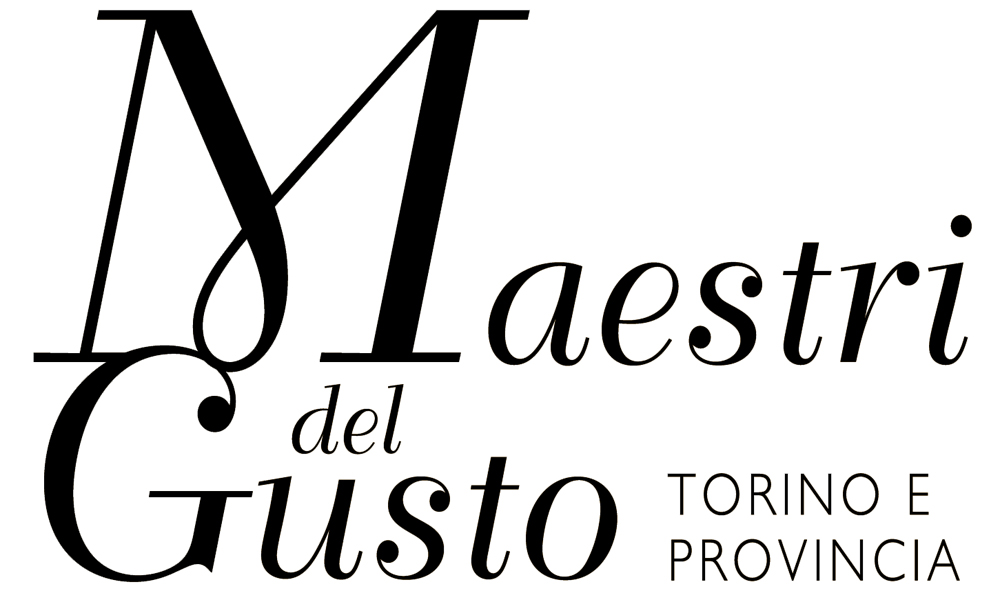 Maestri
del
Gusto
TORINO E
PROVINCIA